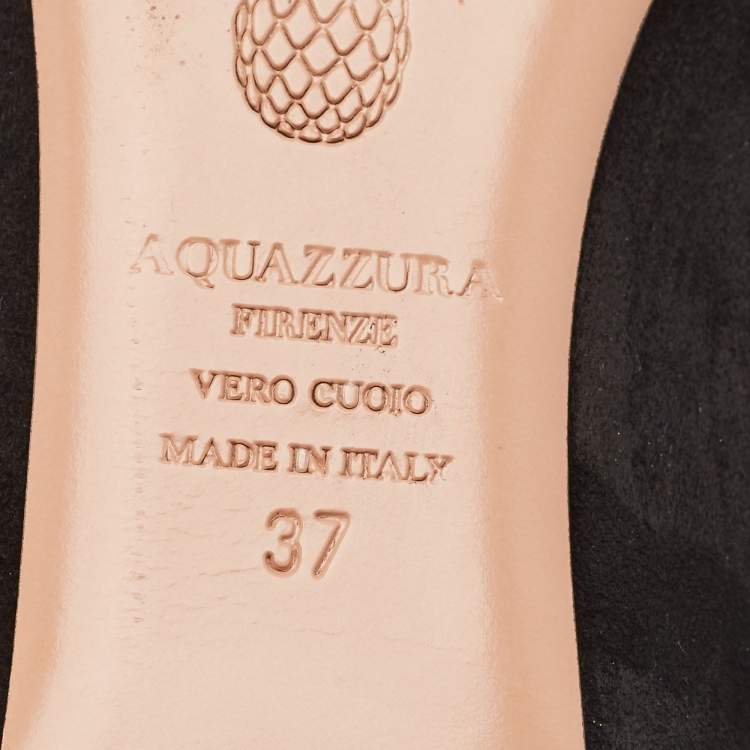 AQUAZZURA
FIRENZE
VERO CUOIO
MADE IN ITALY
37